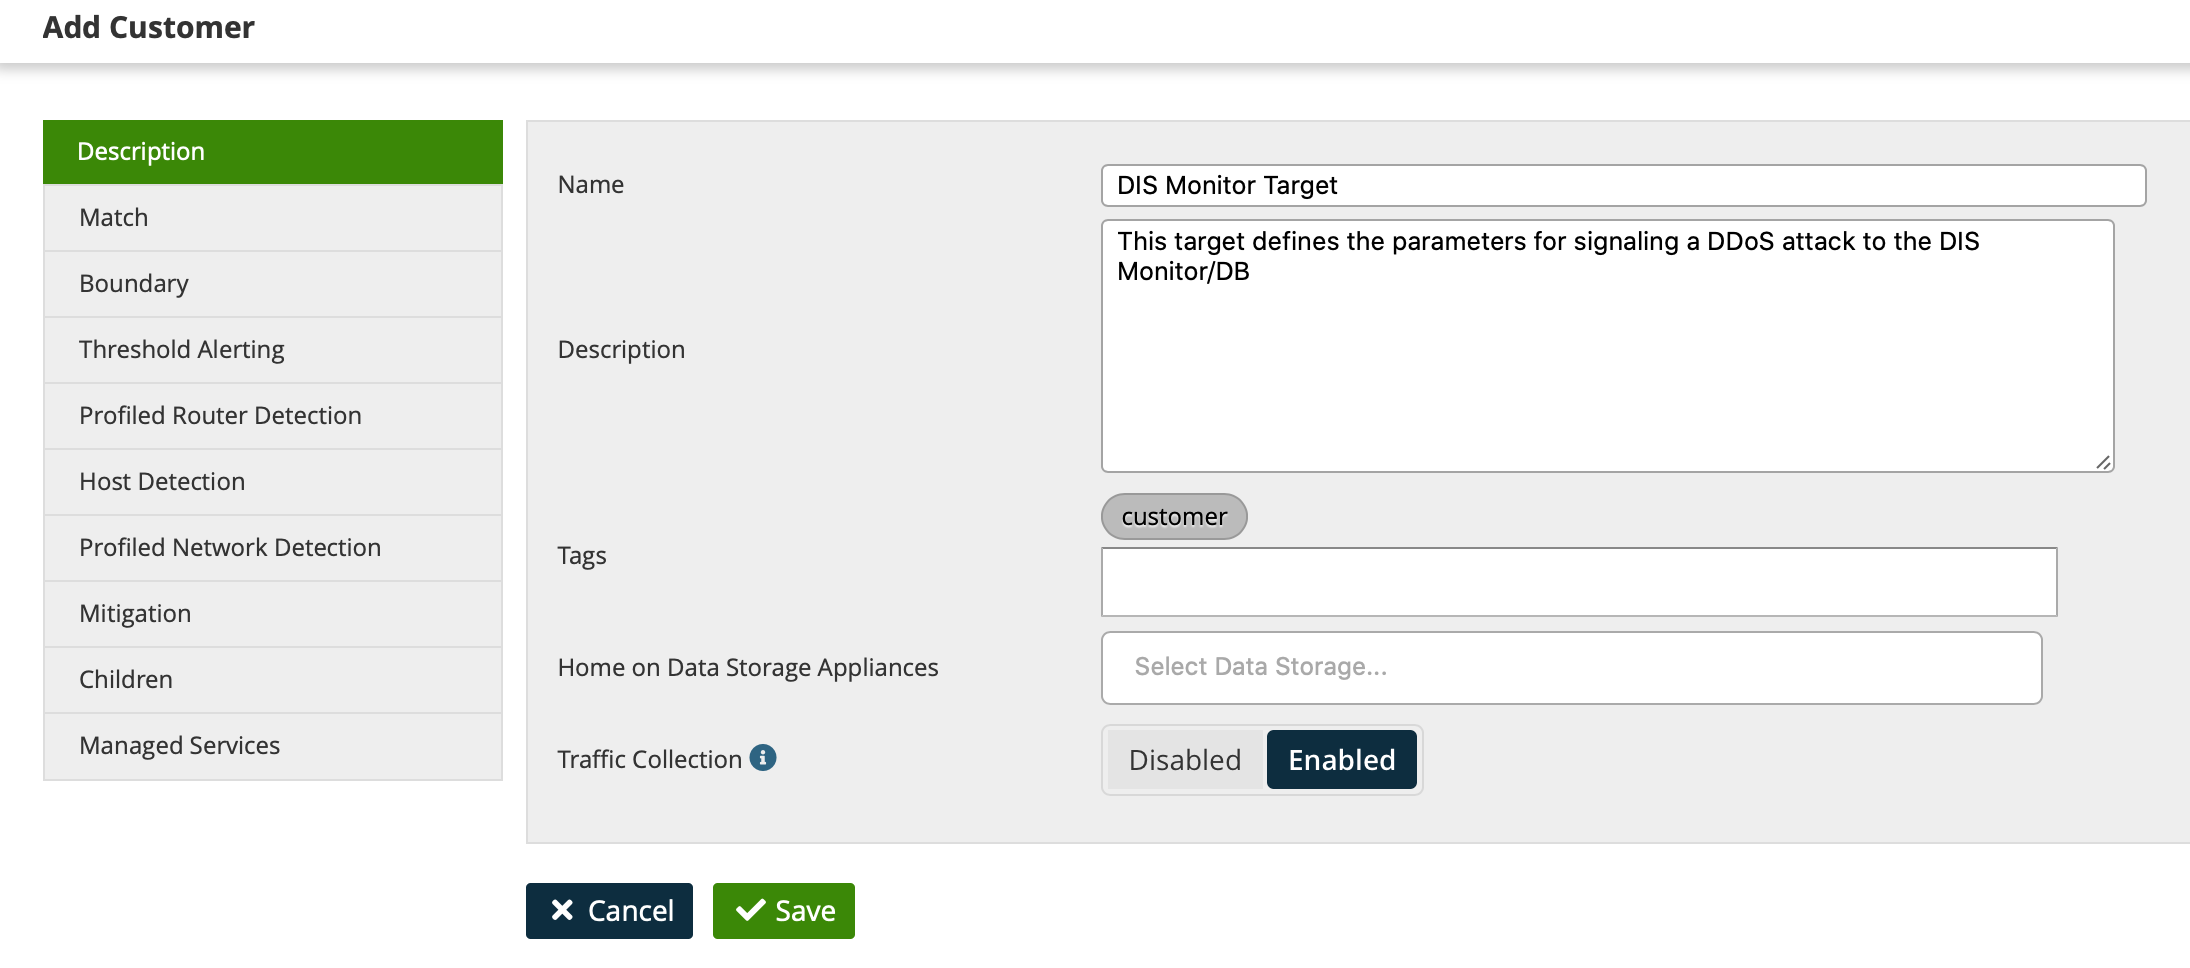 Add Customer
Description
Match
Boundary
Threshold Alerting
Profiled Router Detection
Host Detection
Profiled Network Detection
Mitigation
Children
Managed Services
Name
DIS Monitor Target
Description
This target defines the parameters for signaling a DDoS attack to the DIS
Monitor/DB
Tags
customer
Home on Data Storage Appliances
Select Data Storage...
Traffic Collection
Disabled
Enabled
Cancel
Save